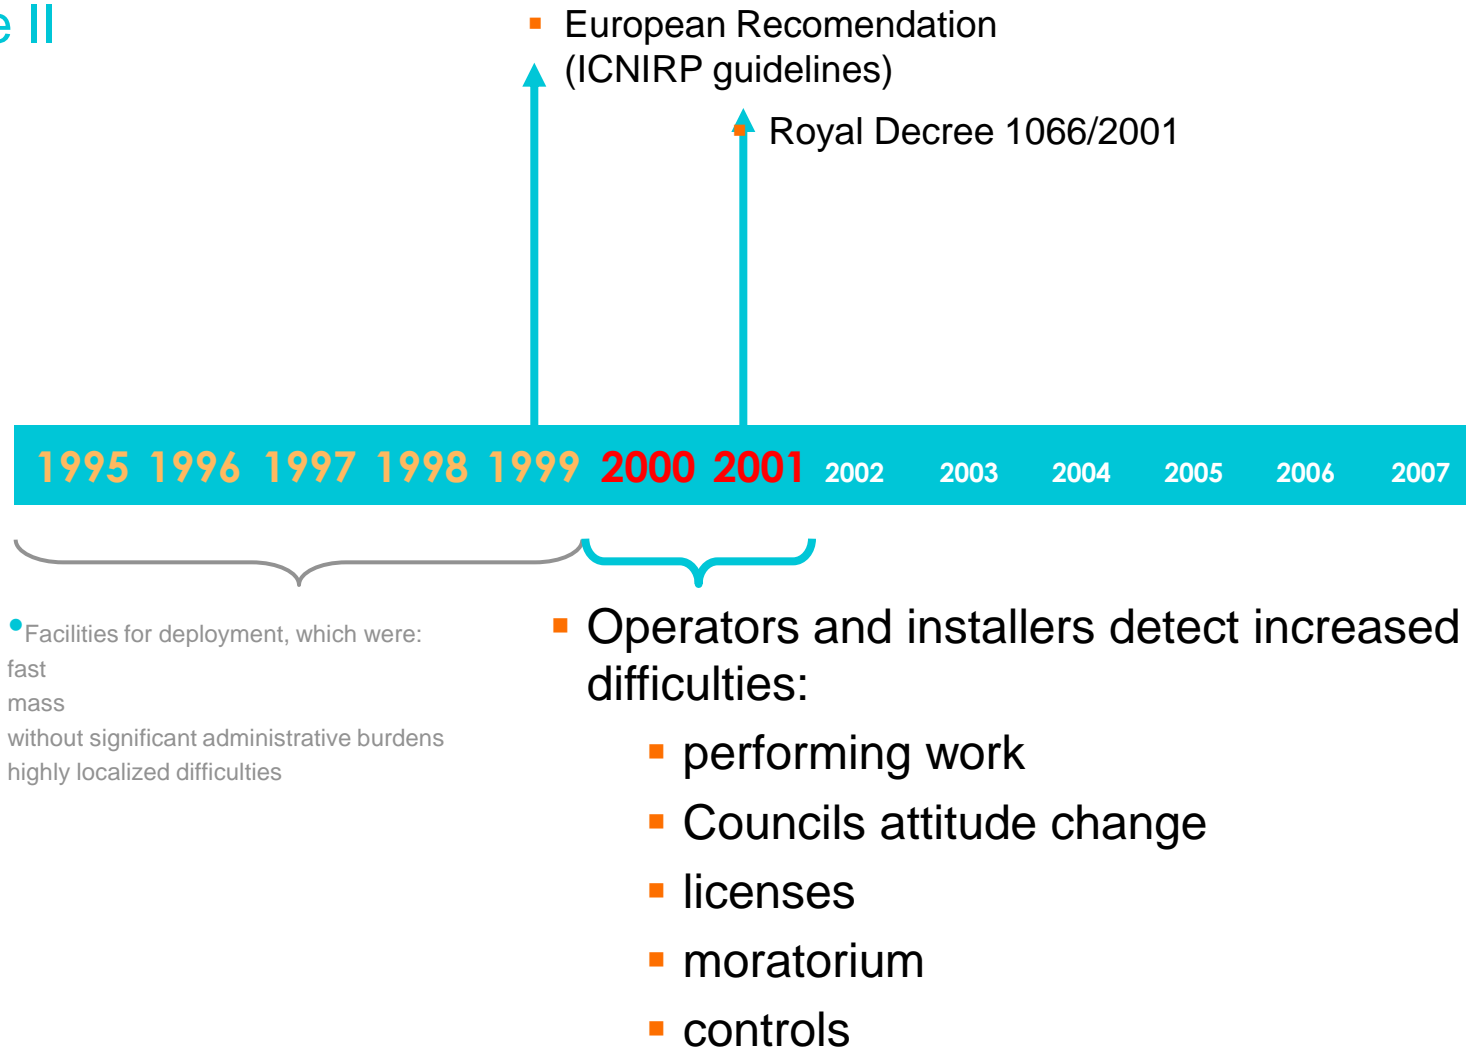 e II
▪ European Recomendation
(ICNIRP guidelines)
▪ Royal Decree 1066/2001
1995 1996 1997 1998 1999 2000 2001 2002 2003 2004 2005 2006 2007
•Facilities for deployment, which were:
fast
mass
without significant administrative burdens
highly localized difficulties
▪ Operators and installers detect increased
difficulties:
▪ performing work
▪ Councils attitude change
▪ licenses
▪ moratorium
▪ controls